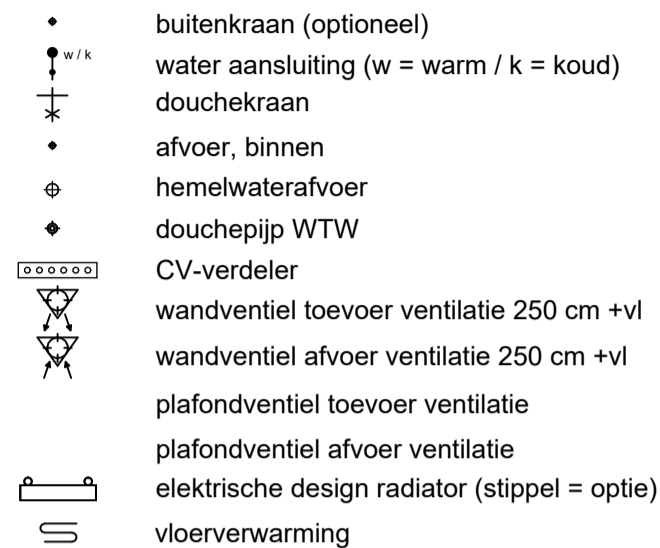 buitenkraan (optioneel)
w / k water aansluiting (w = warm / k = koud)
douchekraan
afvoer, binnen
hemelwaterafvoer
douchepijp WTW
CV-verdeler
wandventiel toevoer ventilatie 250 cm +vl
wandventiel afvoer ventilatie 250 cm +vl
plafondventiel toevoer ventilatie
plafondventiel afvoer ventilatie
elektrische design radiator (stippel = optie)
vloerverwarming